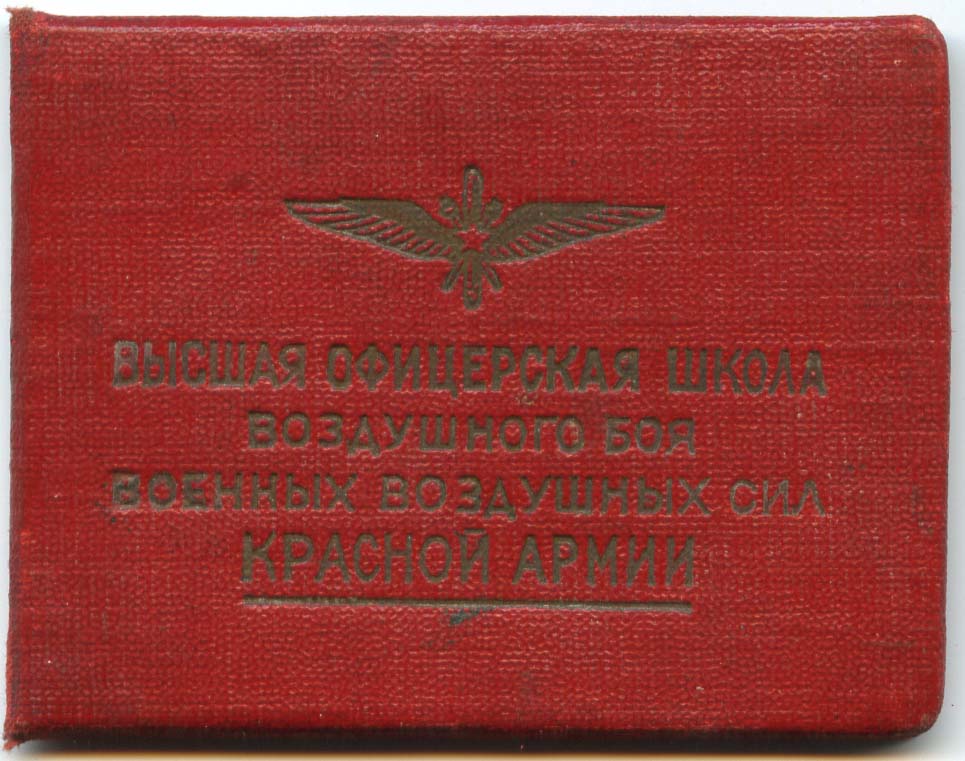 ВЫСШАЯ ОФИЦЕРСКАЯ ШКОЛА
ВОЗДУШНОГО БОЯ
ВОЕННЫХ ВОЗДУШНЫХ СИЛ
КРАСНОЙ АРМИИ